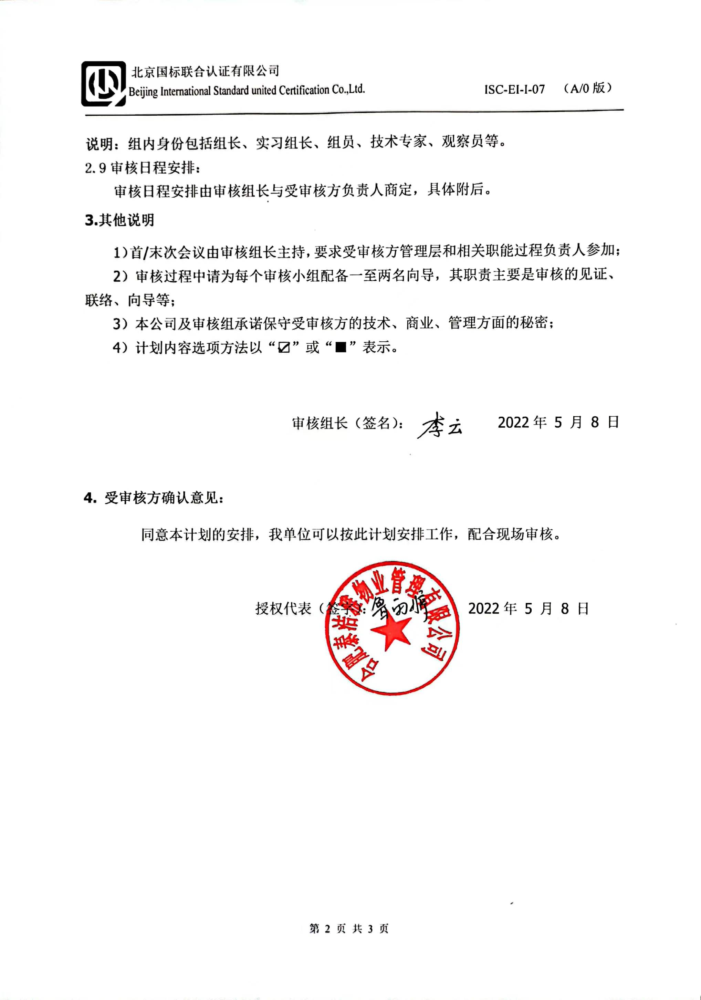 北京国标联合认证有限公司
Beijing International Standard united Certification Co.,Ltd.
ISC-EI-I-07 （A/0 版）
说明：组内身份包括组长、实习组长、组员、技术专家、观察员等。
2.9 审核日程安排：
审核日程安排由审核组长与受审核方负责人商定，具体附后。
3.其他说明
1)首/末次会议由审核组长主持，要求受审核方管理层和相关职能过程负责人参加；
2）审核过程中请为每个审核小组配备一至两名向导，其职责主要是审核的见证、
联络、向导等；
3）本公司及审核组承诺保守受审核方的技术、商业、管理方面的秘密；
4）计划内容选项方法以“☑”或“■”表示。
审核组长（签名）： 李云 2022 年 5 月 8 日
4. 受审核方确认意见：
同意本计划的安排，我单位可以按此计划安排工作，配合现场审核。
合肥泰浩物业管理有限公司
授权代表（签字）： 2022 年 5 月 8 日
第 2 页 共 3 页